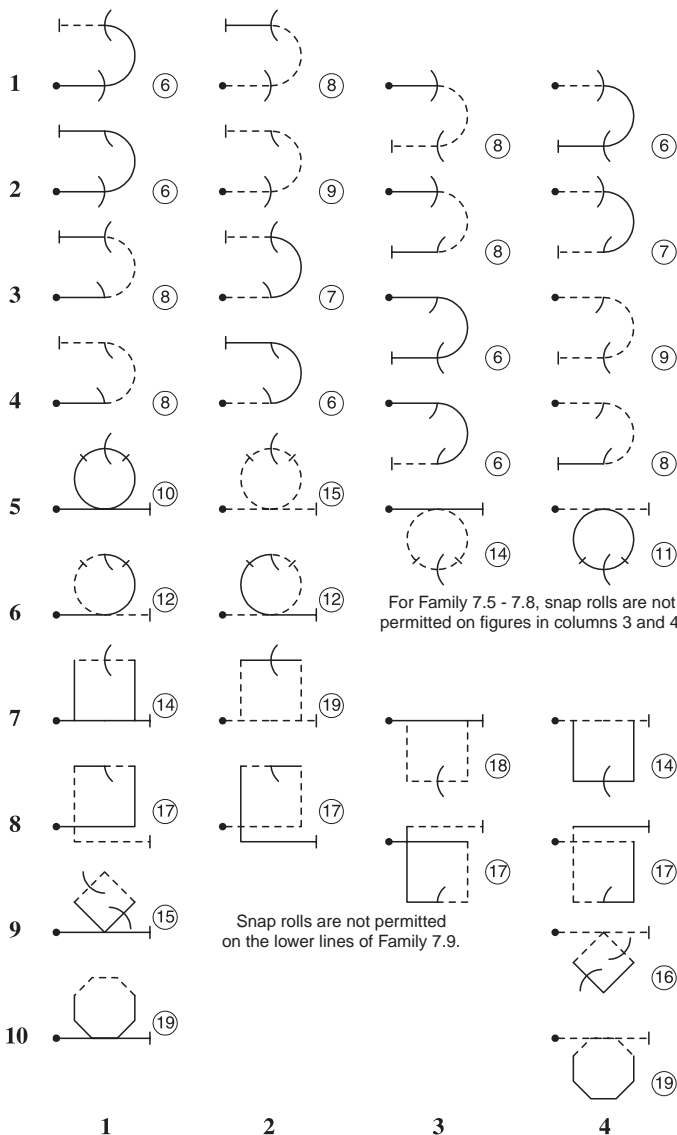 1 6 8
8 6
2 6 9
8 7
3 8 7
6 9
4 8 6
6 8
5 10 15
14 11
6 12 12
For Family 7.5 - 7.8, snap rolls are not
permitted on figures in columns 3 and 4
7 14 19
18 14
8 17 17
17 17
9 15
Snap rolls are not permitted
on the lower lines of Family 7.9.
16
10 19
19
1 2 3 4